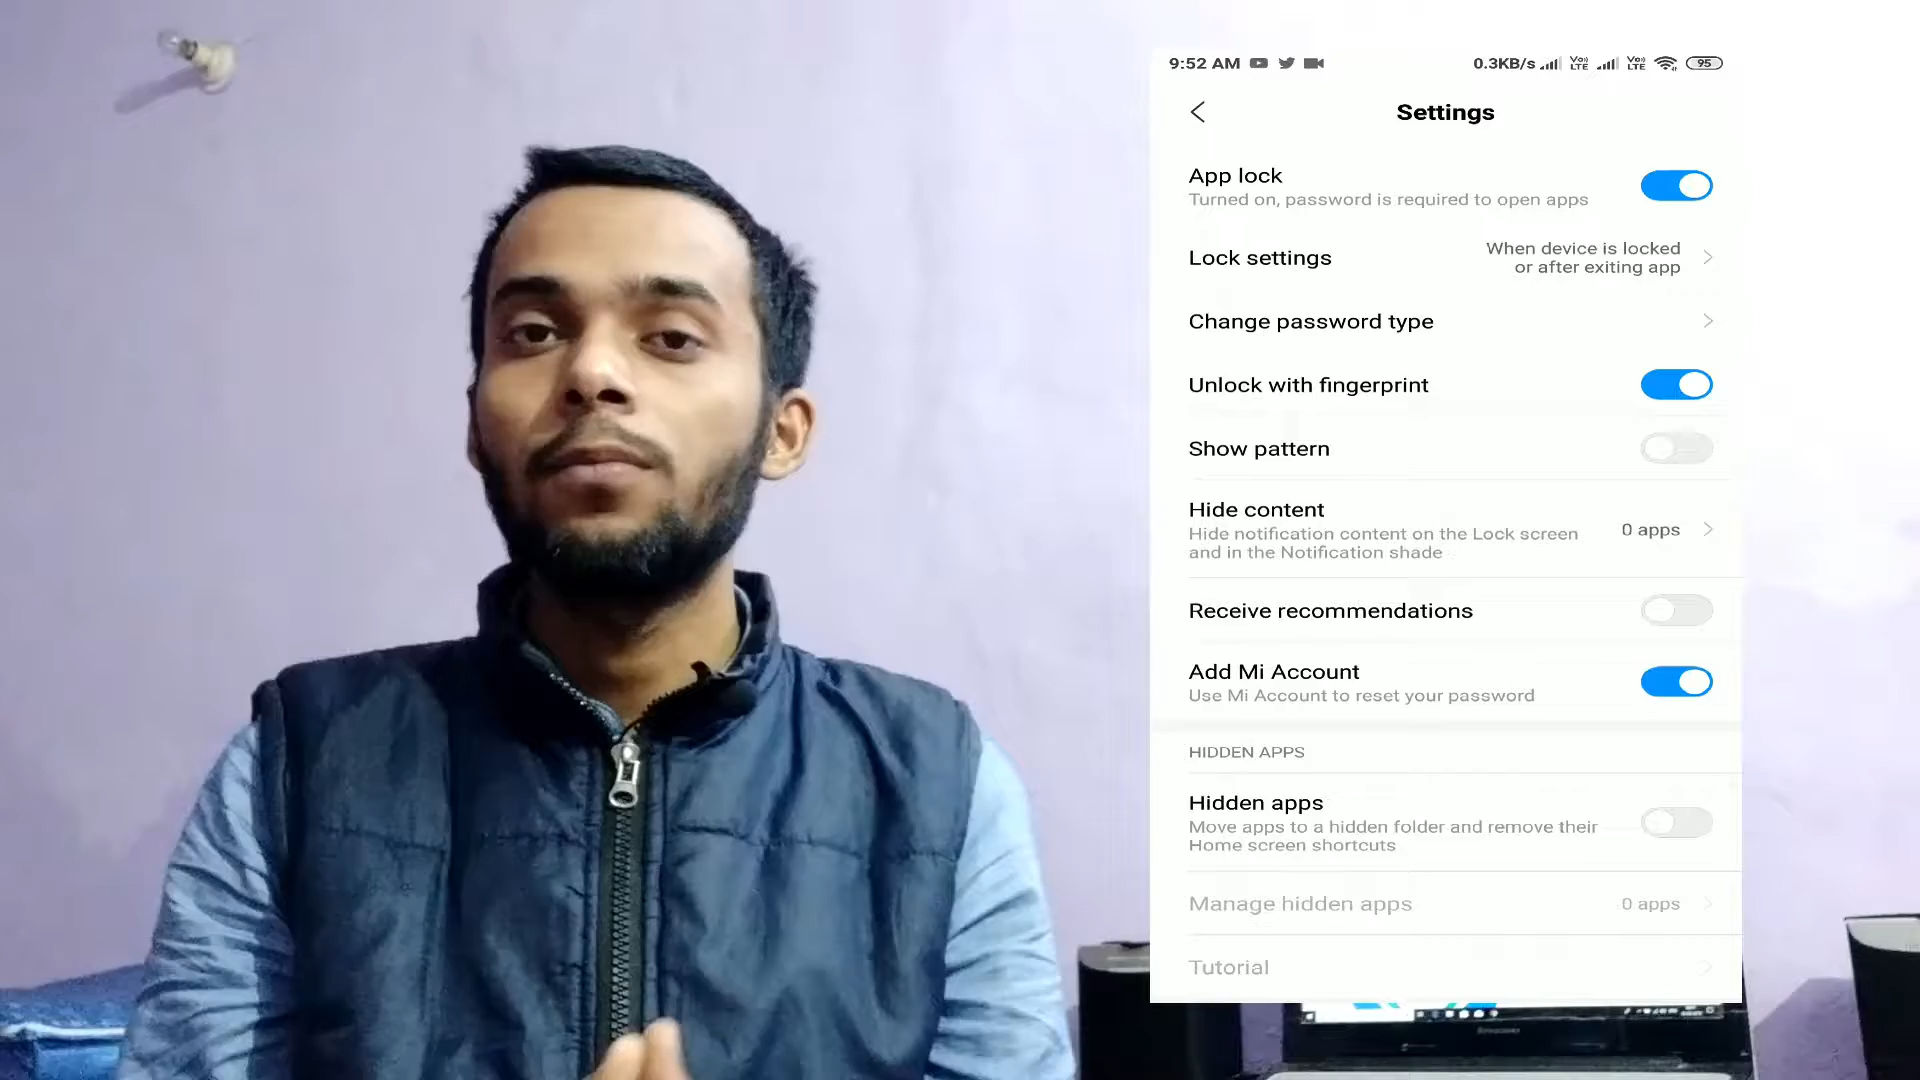 9:52 AM 0.3KB/s Vo)) LTE Vo)) LTE 95
Settings
App lock
Turned on, password is required to open apps
Lock settings
When device is locked
or after exiting app
Change password type
Unlock with fingerprint
Show pattern
Hide content
Hide notification content on the Lock screen
and in the Notification shade
0 apps
Receive recommendations
Add Mi Account
Use Mi Account to reset your password
HIDDEN APPS
Hidden apps
Move apps to a hidden folder and remove their
Home screen shortcuts
Manage hidden apps
0 apps
Tutorial